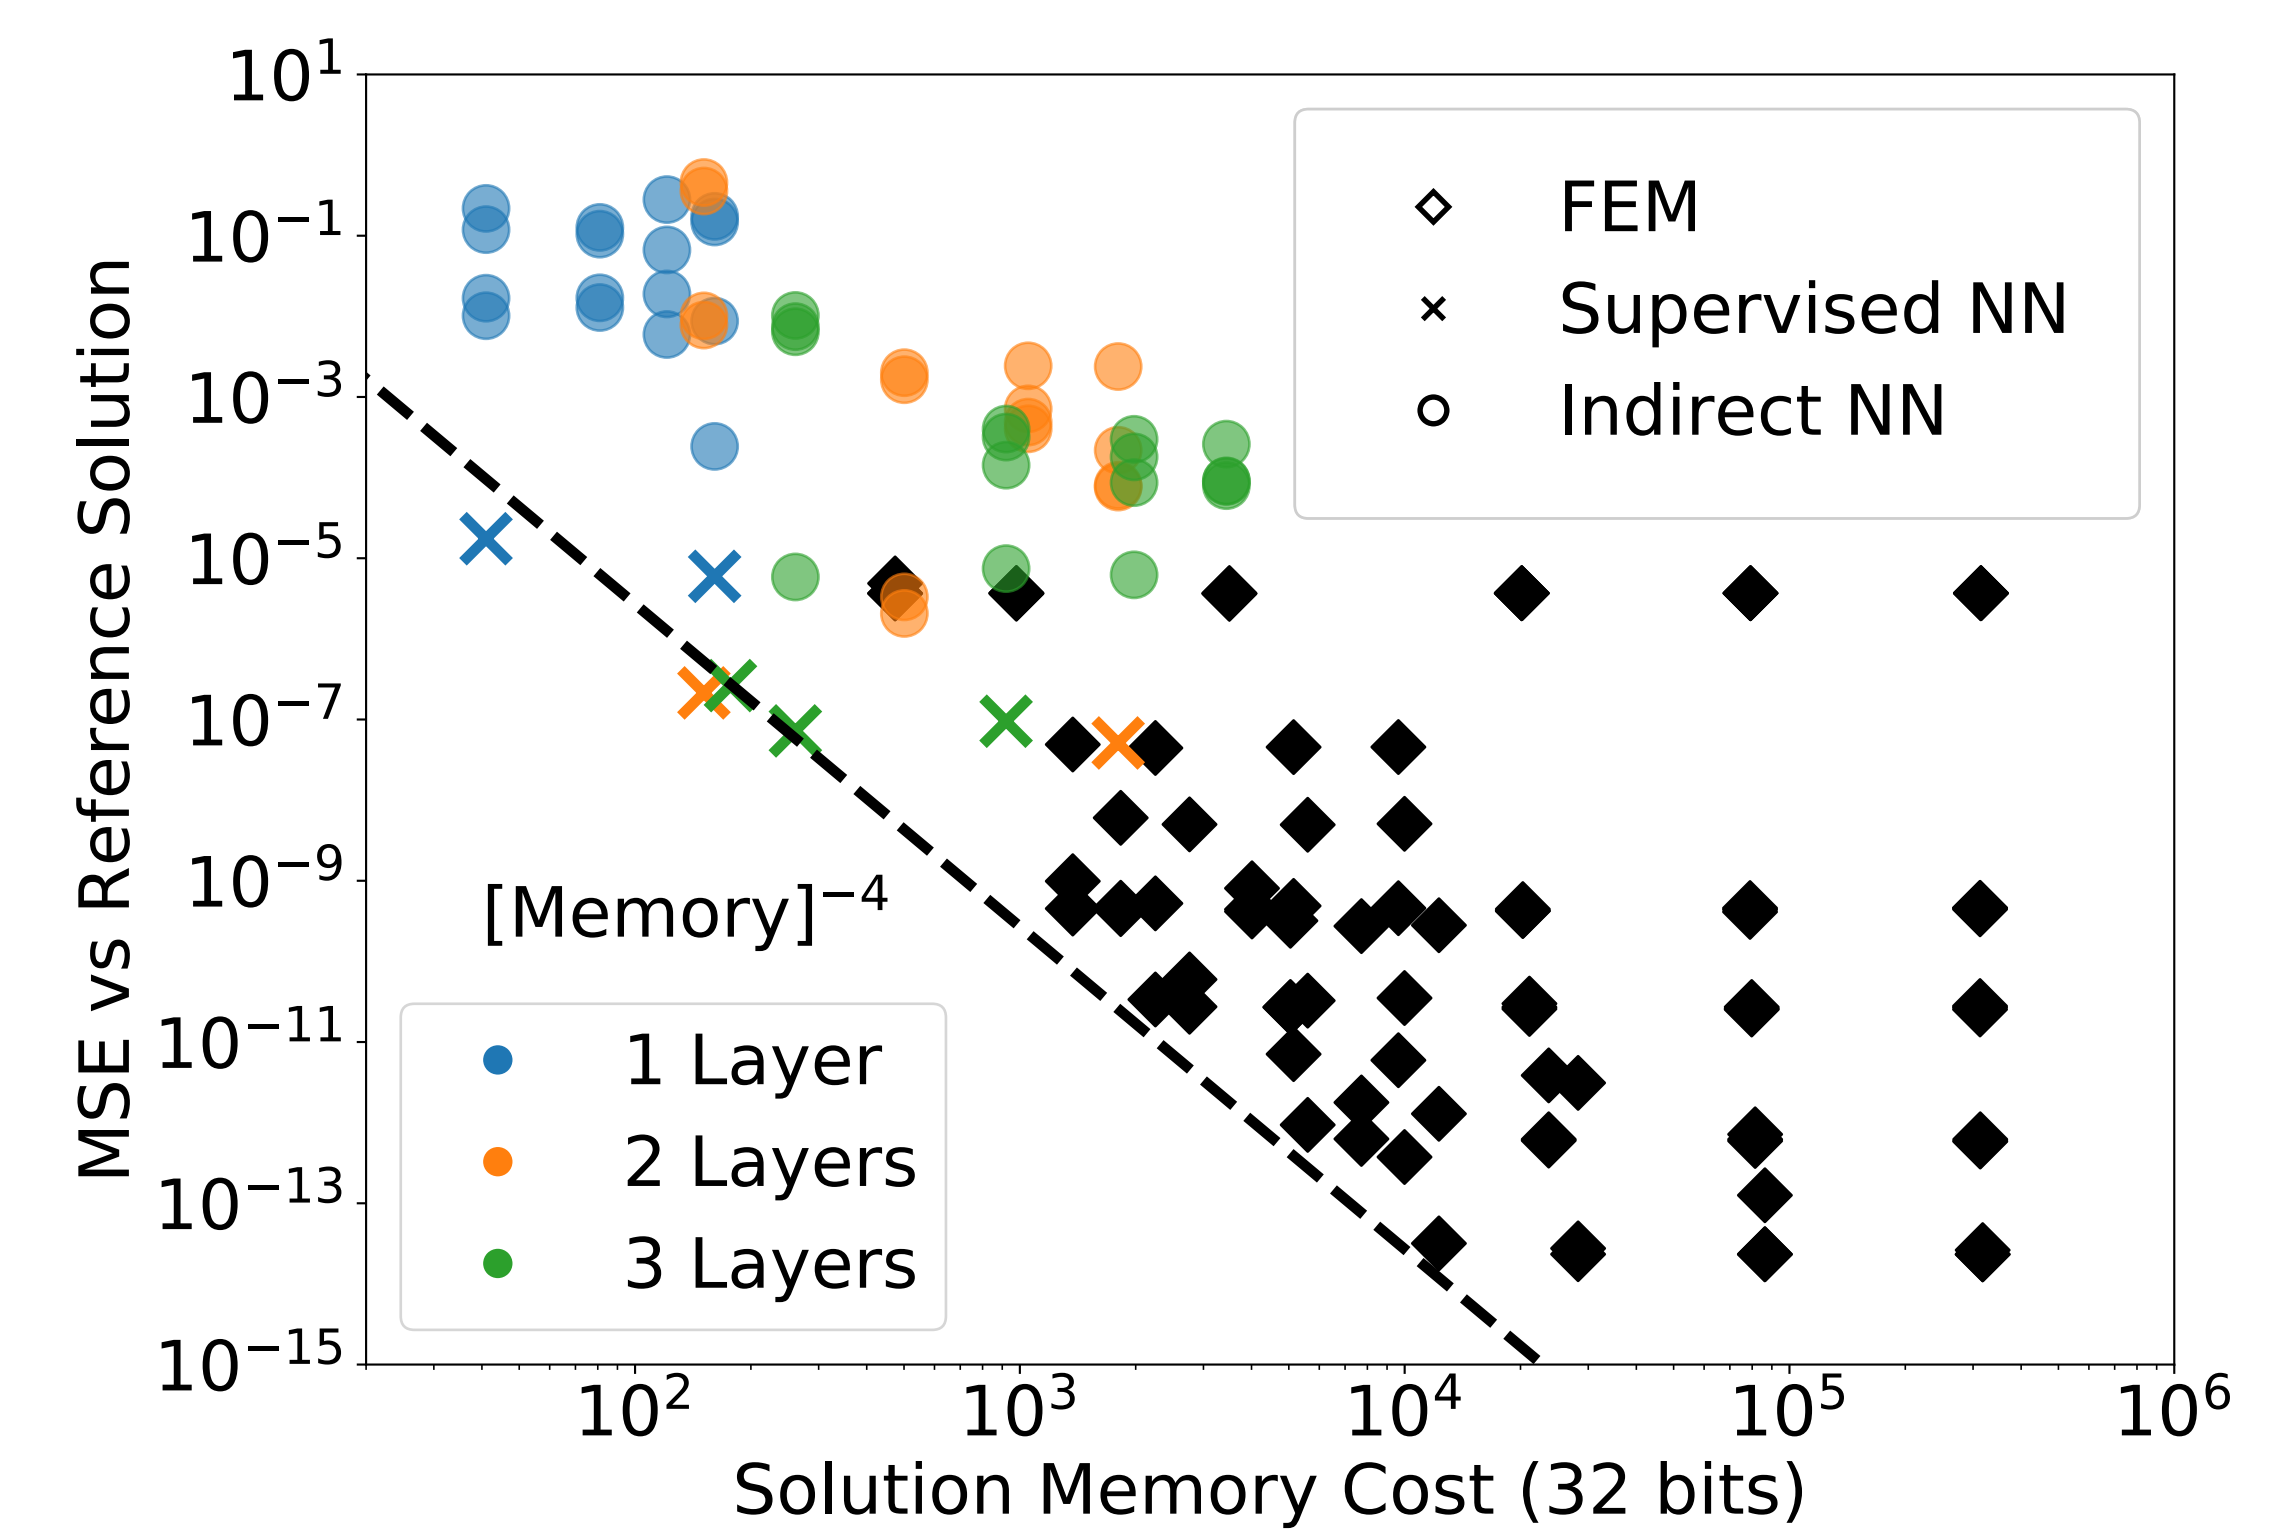 10^1
10^−1
10^−3
10^−5
10^−7
10^−9
10^−11
10^−13
10^−15
MSE vs Reference Solution
FEM
Supervised NN
Indirect NN
[Memory]^−4
1 Layer
2 Layers
3 Layers
10^2 10^3 10^4 10^5 10^6
Solution Memory Cost (32 bits)